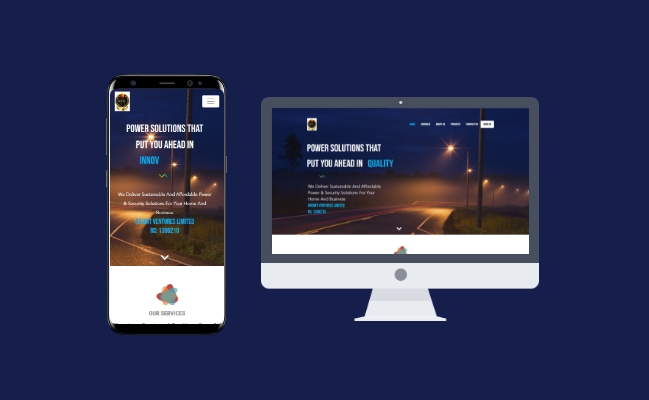 POWER SOLUTIONS THAT
PUT YOU AHEAD IN
INNOV
We Deliver Sustainable And Affordable Power
& Security Solutions For Your Home And
Business
VENTURES LIMITED
RC: 1306210
OUR SERVICES
HOME SERVICES ABOUT US PROJECTS CONTACT US
POWER SOLUTIONS THAT
PUT YOU AHEAD IN QUALITY
We Deliver Sustainable And Affordable
Power & Security Solutions For Your
Home And Business
VENTURES LIMITED
RC: 1306210